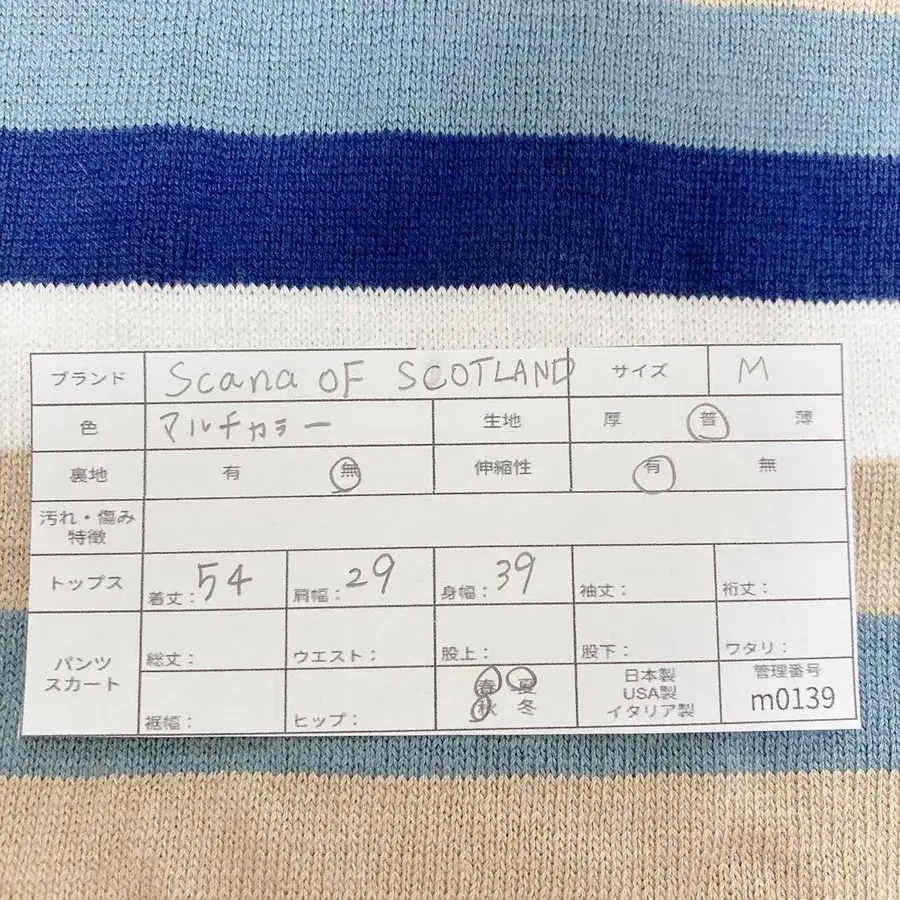 ブランド Scana OF SCOTLAND サイズ M
色 マルチカラー 生地 厚 普 薄
裏地 有 無 伸縮性 有 無
汚れ・傷み
特徴
トップス 着丈：54 肩幅：29 身幅：39 袖丈： 裄丈：
パンツ
スカート
総丈： ウエスト： 股上： 股下： ワタリ：
裾幅： ヒップ：
春 夏
秋 冬
日本製
USA製
イタリア製
管理番号
m0139